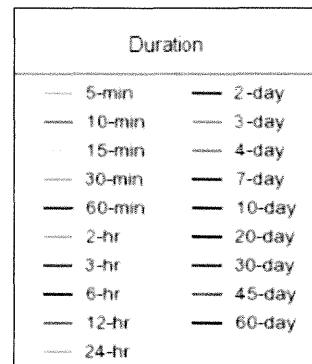 Duration
5-min
10-min
15-min
30-min
60-min
2-hr
3-hr
6-hr
12-hr
24-hr
2-day
3-day
4-day
7-day
10-day
20-day
30-day
45-day
60-day